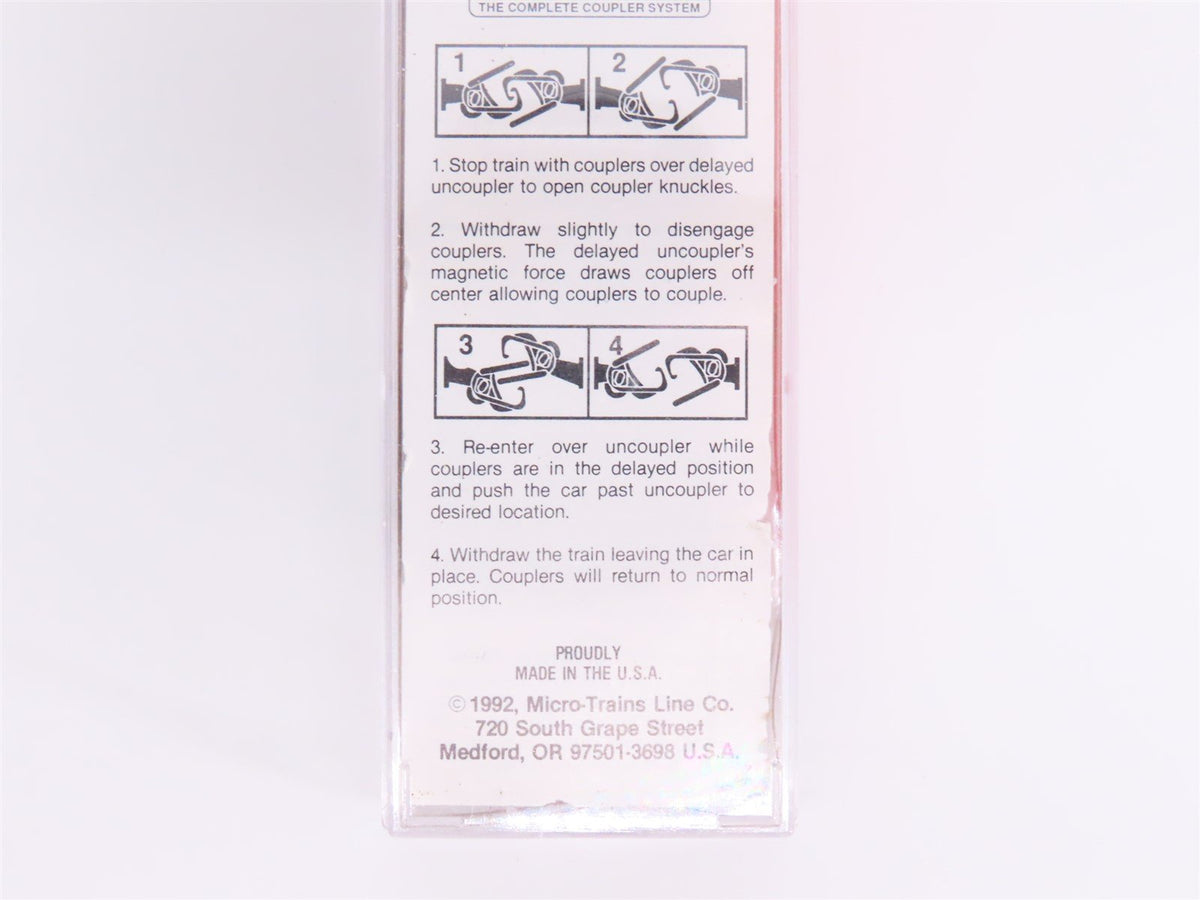 THE COMPLETE COUPLER SYSTEM
1
2
1. Stop train with couplers over delayed
uncoupler to open coupler knuckles.
2. Withdraw slightly to disengage
couplers. The delayed uncoupler's
magnetic force draws couplers off
center allowing couplers to couple.
3
4
3. Re-enter over uncoupler while
couplers are in the delayed position
and push the car past uncoupler to
desired location.
4. Withdraw the train leaving the car in
place. Couplers will return to normal
position.
PROUDLY
MADE IN THE U.S.A.
© 1992, Micro-Trains Line Co.
720 South Grape Street
Medford, OR 97501-3698 U.S.A.